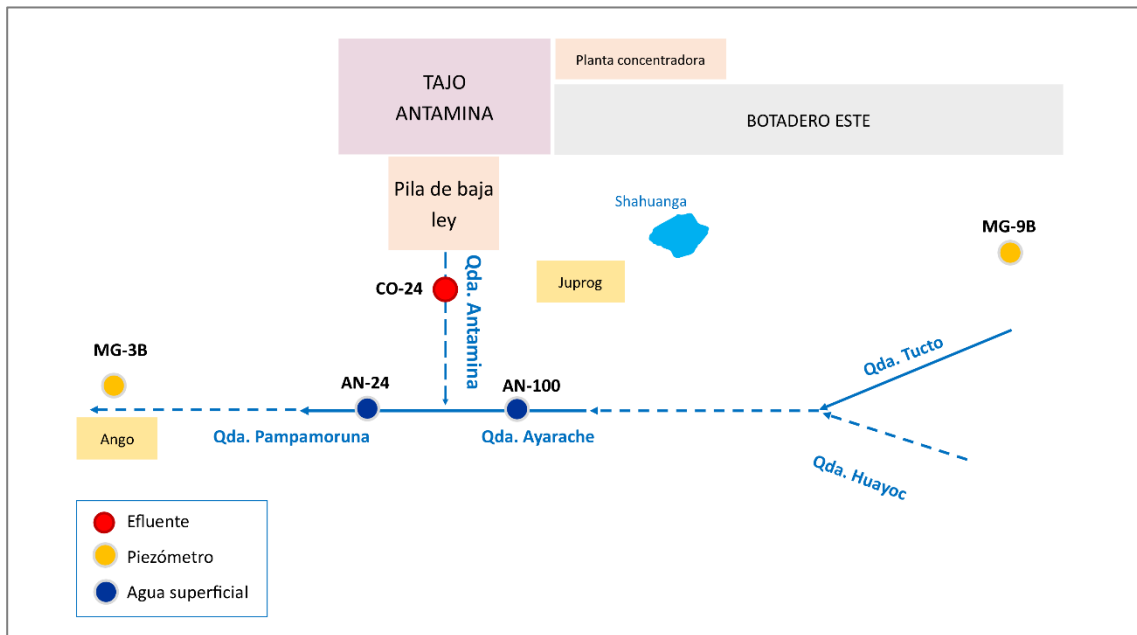 TAJO
ANTAMINA
Planta concentradora
BOTADERO ESTE
Pila de baja
ley
Shahuanga
MG-9B
Qda. Antamina
CO-24
Juprog
MG-3B
Qda. Tucto
AN-24
AN-100
Ango
Qda. Pampamoruna
Qda. Ayarache
Qda. Huayoc
Efluente
Piezómetro
Agua superficial